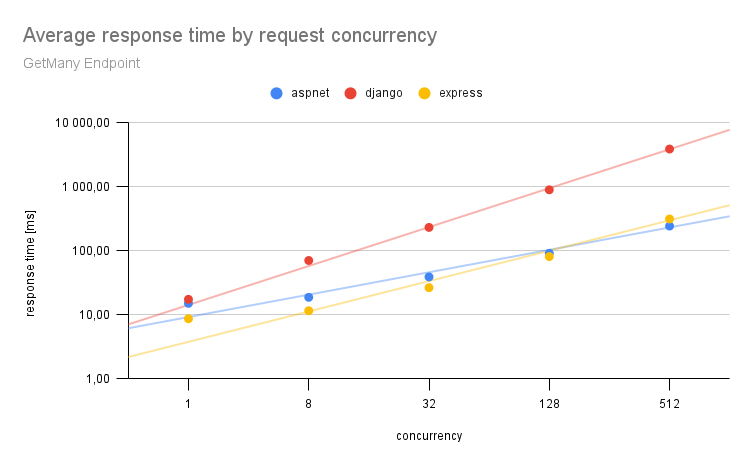 Average response time by request concurrency
GetMany Endpoint
aspnet django express
10 000,00
1 000,00
100,00
10,00
1,00
response time [ms]
1 8 32 128 512
concurrency